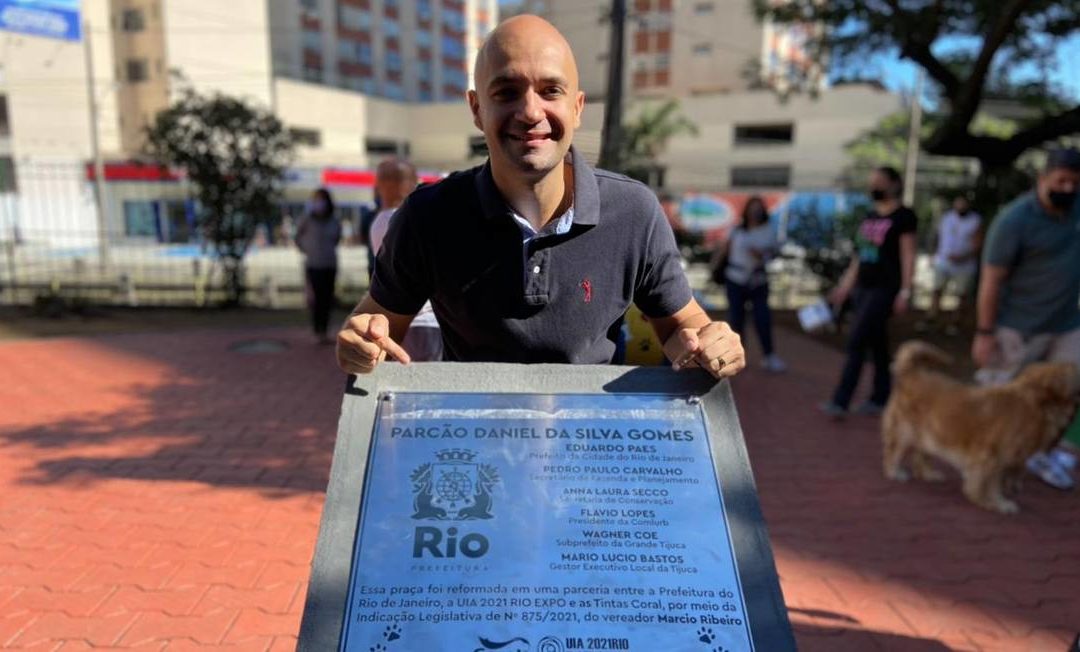 PARCÃO DANIEL DA SILVA GOMES
EDUARDO PAES
Prefeito da Cidade do Rio de Janeiro
PEDRO PAULO CARVALHO
Secretário de Fazenda e Planejamento
ANNA LAURA SECCO
Secretaria de Conservação
FLAVIO LOPES
Presidente da Comlurb
WAGNER COE
Subprefeito da Grande Tijuca
MARIO LUCIO BASTOS
Gestor Executivo Local da Tijuca
Rio
PREFEITURA
Essa praça foi reformada em uma parceria entre a Prefeitura do
Rio de Janeiro, a UIA 2021 RIO EXPO e as Tintas Coral, por meio da
Indicação Legislativa de Nº 875/2021, do vereador Marcio Ribeiro
UIA 2021RIO